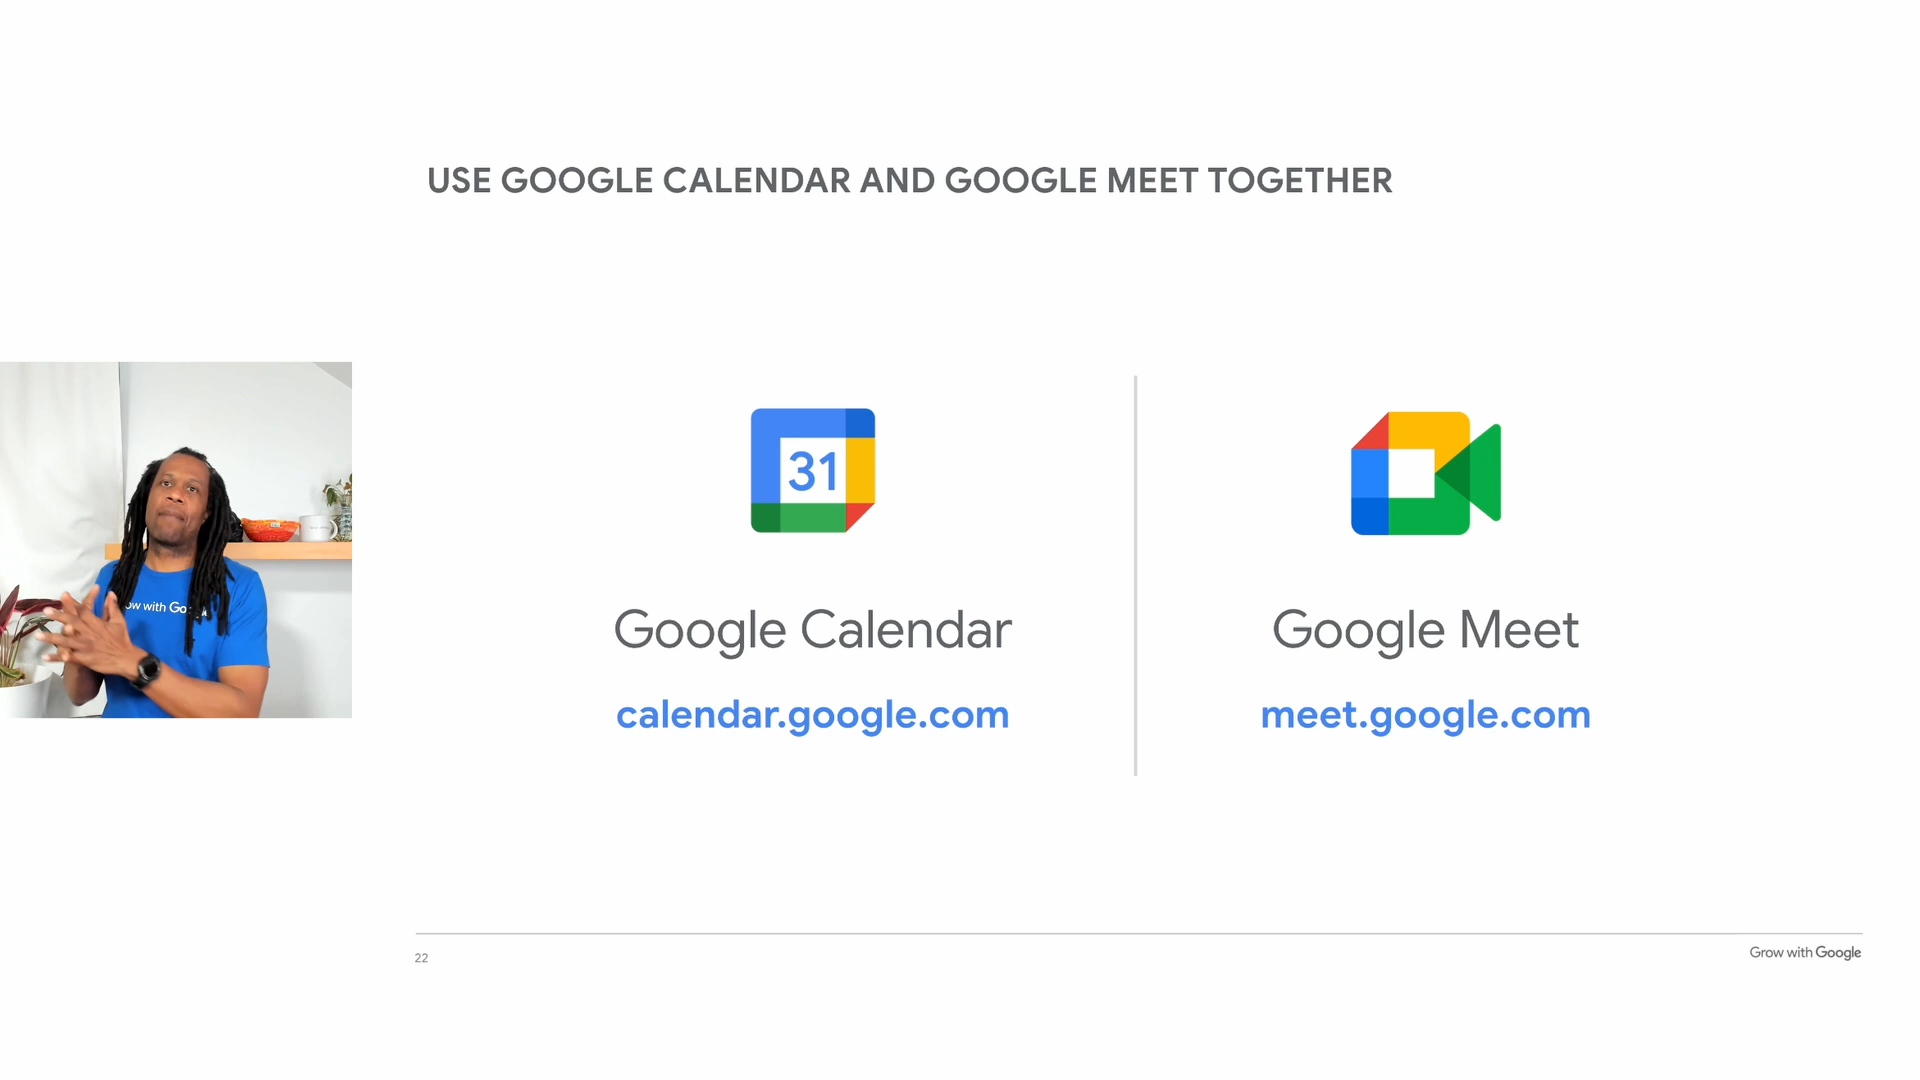 USE GOOGLE CALENDAR AND GOOGLE MEET TOGETHER
31
Google Calendar
calendar.google.com
Google Meet
meet.google.com
with
22
Grow with Google